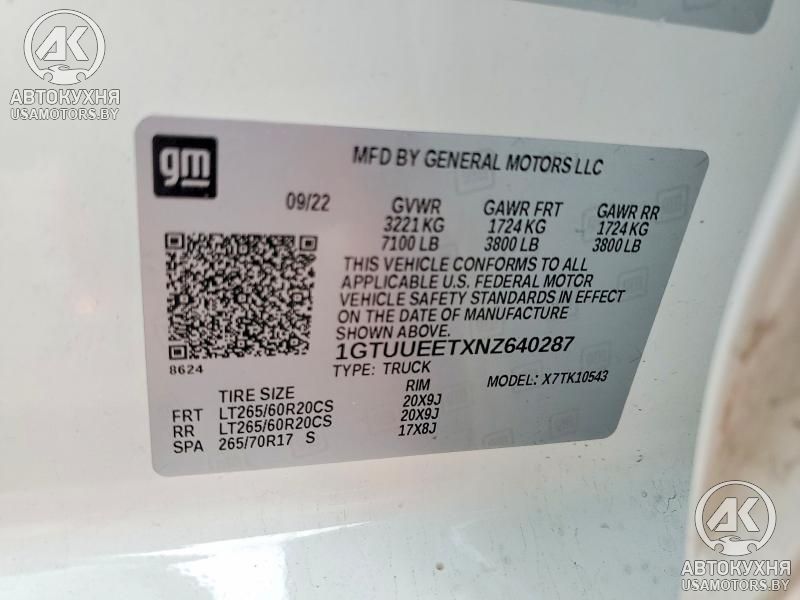 AK
АВТОКУХНЯ
USAMOTORS.BY
gm
MFD BY GENERAL MOTORS LLC
09/22
GVWR GAWR FRT GAWR RR
3221 KG 1724 KG 1724 KG
7100 LB 3800 LB 3800 LB
THIS VEHICLE CONFORMS TO ALL
APPLICABLE U.S. FEDERAL MOTOR
VEHICLE SAFETY STANDARDS IN EFFECT
ON THE DATE OF MANUFACTURE
SHOWN ABOVE.
1GTUUEETXNZ640287
8624
TYPE: TRUCK MODEL: X7TK10543
TIRE SIZE RIM
FRT LT265/60R20CS 20X9J
RR LT265/60R20CS 20X9J
SPA 265/70R17 S 17X8J
AK
АВТОКУХНЯ
USAMOTORS.BY